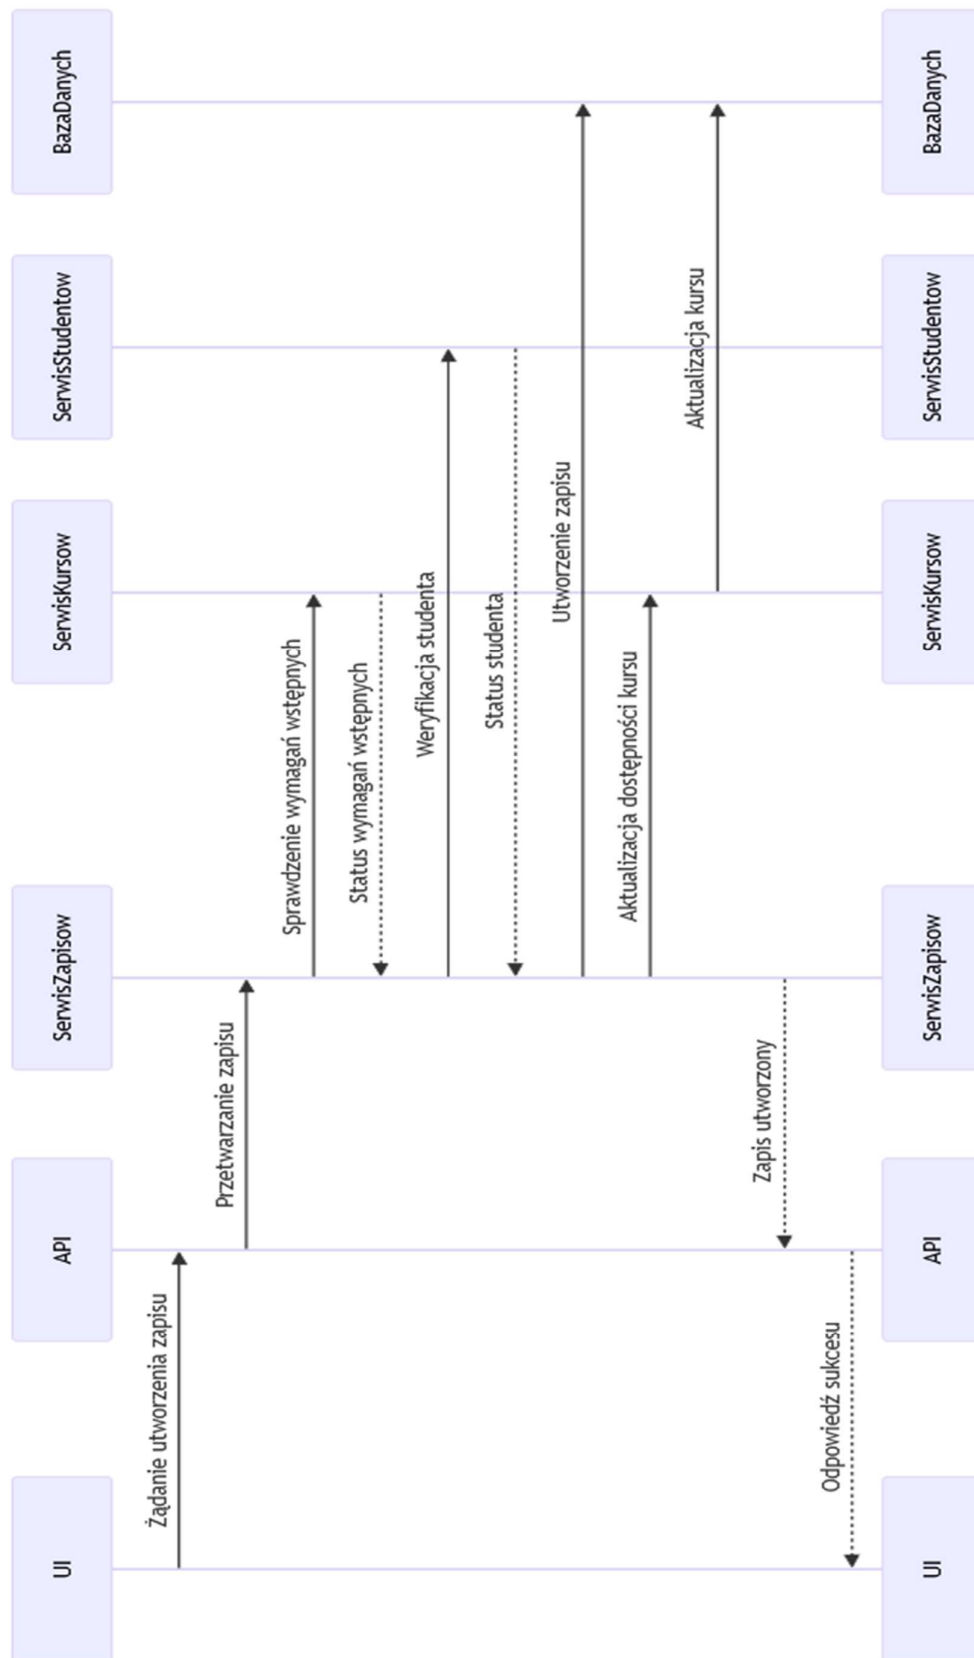 UI
API
SerwisZapisow
SerwisKursow
SerwisStudentow
BazaDanych
Żądanie utworzenia zapisu
Przetwarzanie zapisu
Sprawdzenie wymagań wstępnych
Status wymagań wstępnych
Weryfikacja studenta
Status studenta
Utworzenie zapisu
Aktualizacja dostępności kursu
Aktualizacja kursu
Zapis utworzony
Odpowiedź sukcesu
UI
API
SerwisZapisow
SerwisKursow
SerwisStudentow
BazaDanych